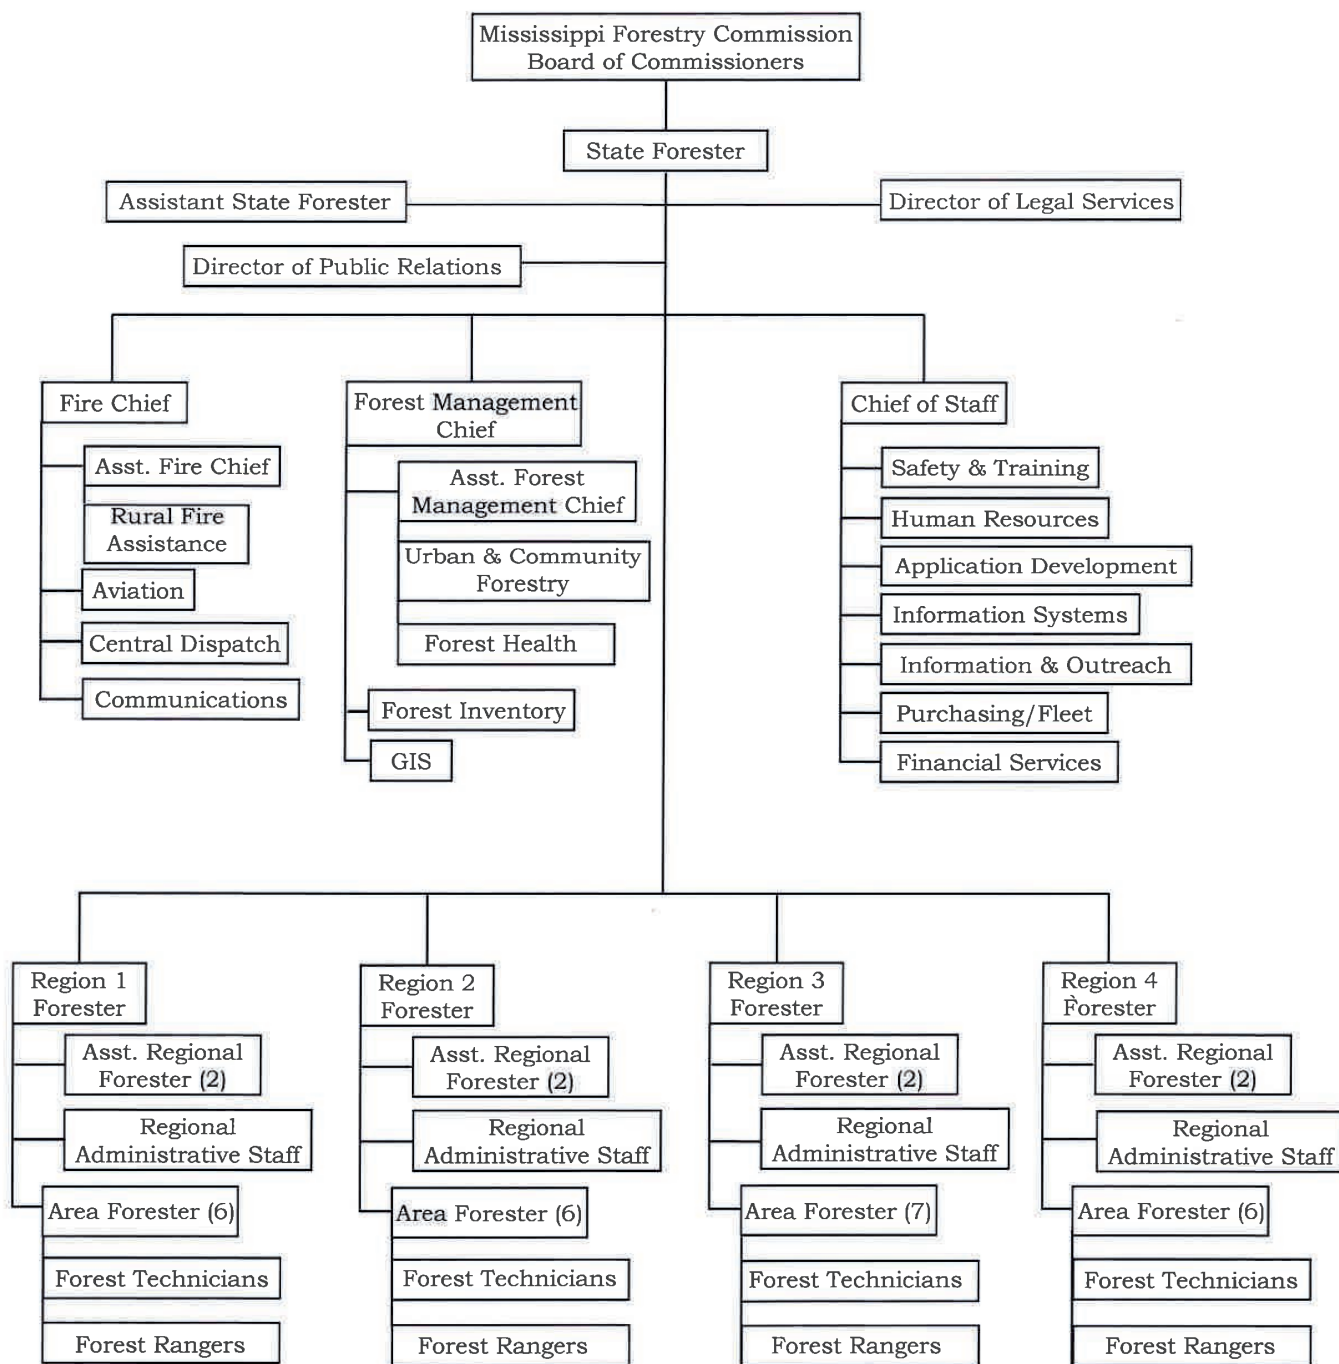 Mississippi Forestry Commission
Board of Commissioners
State Forester
Assistant State Forester
Director of Legal Services
Director of Public Relations
Fire Chief
Asst. Fire Chief
Rural Fire
Assistance
Aviation
Central Dispatch
Communications
Forest Management
Chief
Asst. Forest
Management Chief
Urban & Community
Forestry
Forest Health
Forest Inventory
GIS
Chief of Staff
Safety & Training
Human Resources
Application Development
Information Systems
Information & Outreach
Purchasing/Fleet
Financial Services
Region 1
Forester
Asst. Regional
Forester (2)
Regional
Administrative Staff
Area Forester (6)
Forest Technicians
Forest Rangers
Region 2
Forester
Asst. Regional
Forester (2)
Regional
Administrative Staff
Area Forester (6)
Forest Technicians
Forest Rangers
Region 3
Forester
Asst. Regional
Forester (2)
Regional
Administrative Staff
Area Forester (7)
Forest Technicians
Forest Rangers
Region 4
Forester
Asst. Regional
Forester (2)
Regional
Administrative Staff
Area Forester (6)
Forest Technicians
Forest Rangers